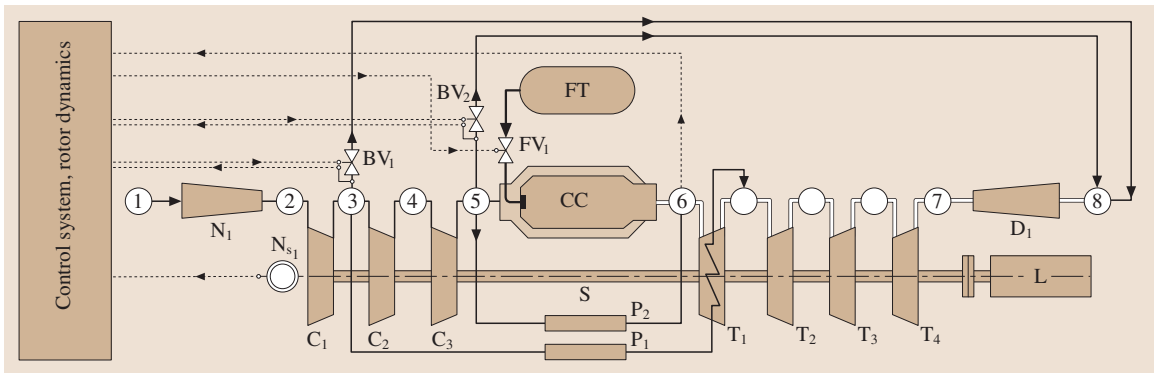 Control system, rotor dynamics
BV₂
FT
FV₁
BV₁
1
2
3
4
5
CC
6
7
8
N₁
D₁
Nₛ₁
S
L
P₂
P₁
C₁
C₂
C₃
T₁
T₂
T₃
T₄